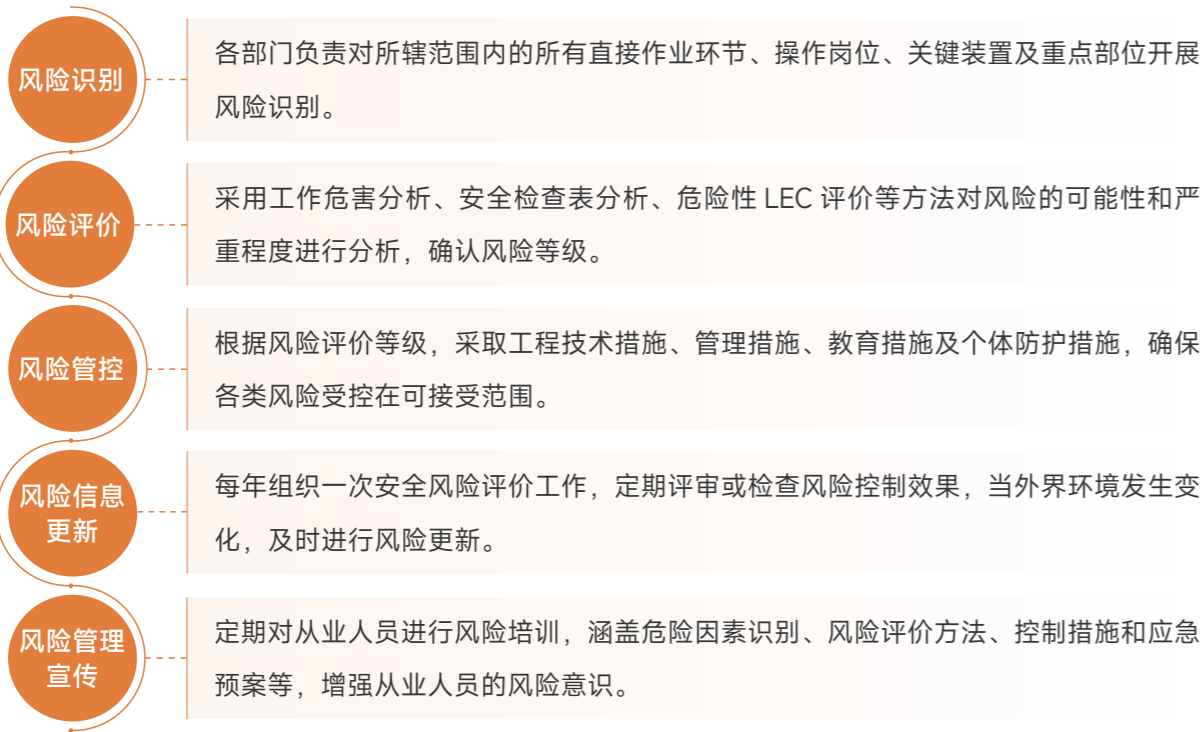 风险识别
各部门负责对所辖范围内的所有直接作业环节、操作岗位、关键装置及重点部位开展
风险识别。
风险评价
采用工作危害分析、安全检查表分析、危险性 LEC 评价等方法对风险的可能性和严
重程度进行分析，确认风险等级。
风险管控
根据风险评价等级，采取工程技术措施、管理措施、教育措施及个体防护措施，确保
各类风险受控在可接受范围。
风险信息
更新
每年组织一次安全风险评价工作，定期评审或检查风险控制效果，当外界环境发生变
化，及时进行风险更新。
风险管理
宣传
定期对从业人员进行风险培训，涵盖危险因素识别、风险评价方法、控制措施和应急
预案等，增强从业人员的风险意识。